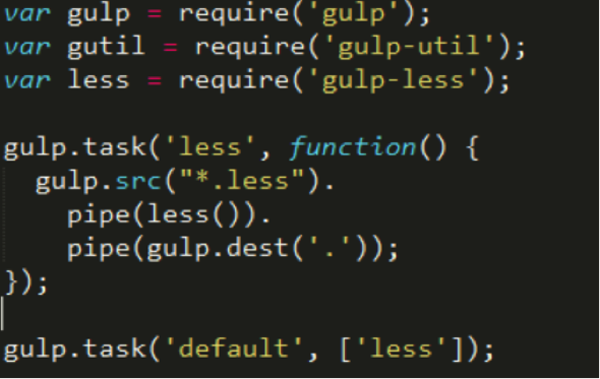 var gulp = require('gulp');
var gutil = require('gulp-util');
var less = require('gulp-less');
gulp.task('less', function() {
gulp.src("*.less").
pipe(less()).
pipe(gulp.dest('.'));
});
gulp.task('default', ['less']);